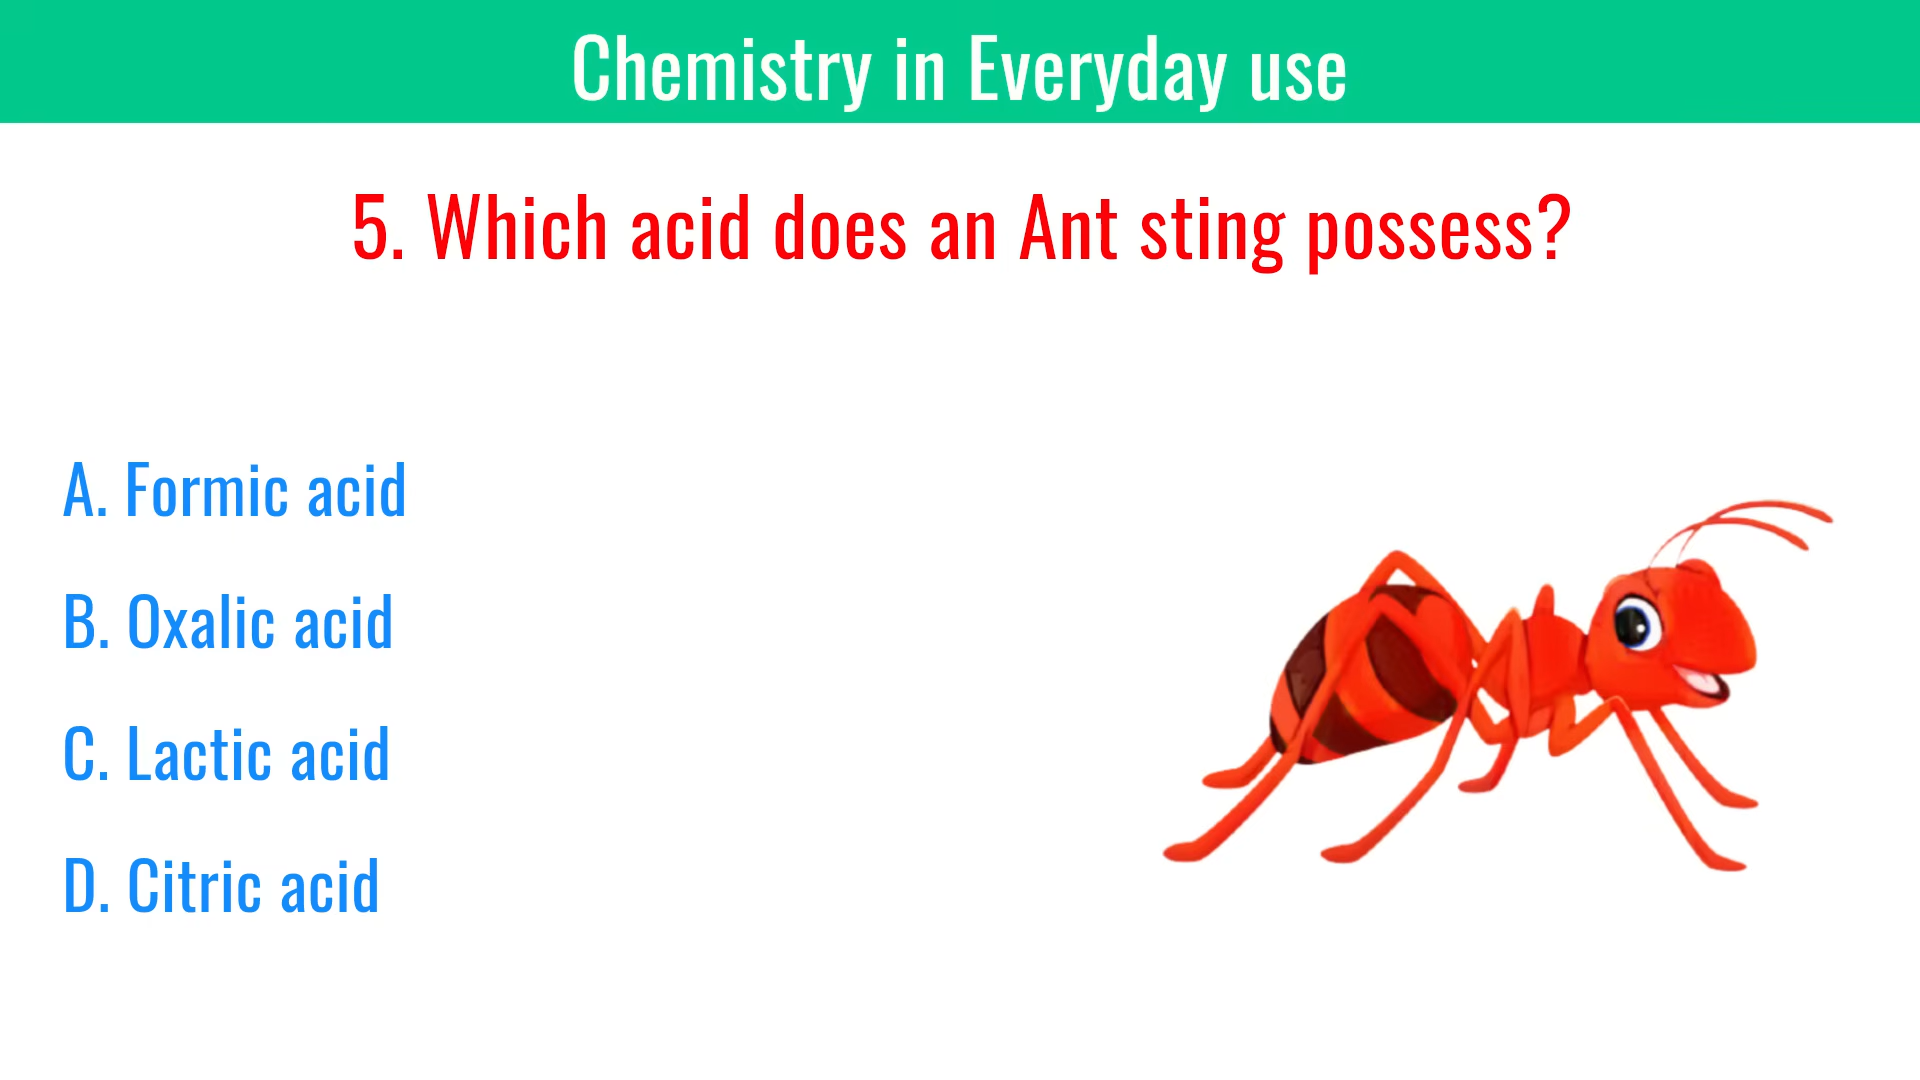 Chemistry in Everyday use
5. Which acid does an Ant sting possess?
A. Formic acid
B. Oxalic acid
C. Lactic acid
D. Citric acid